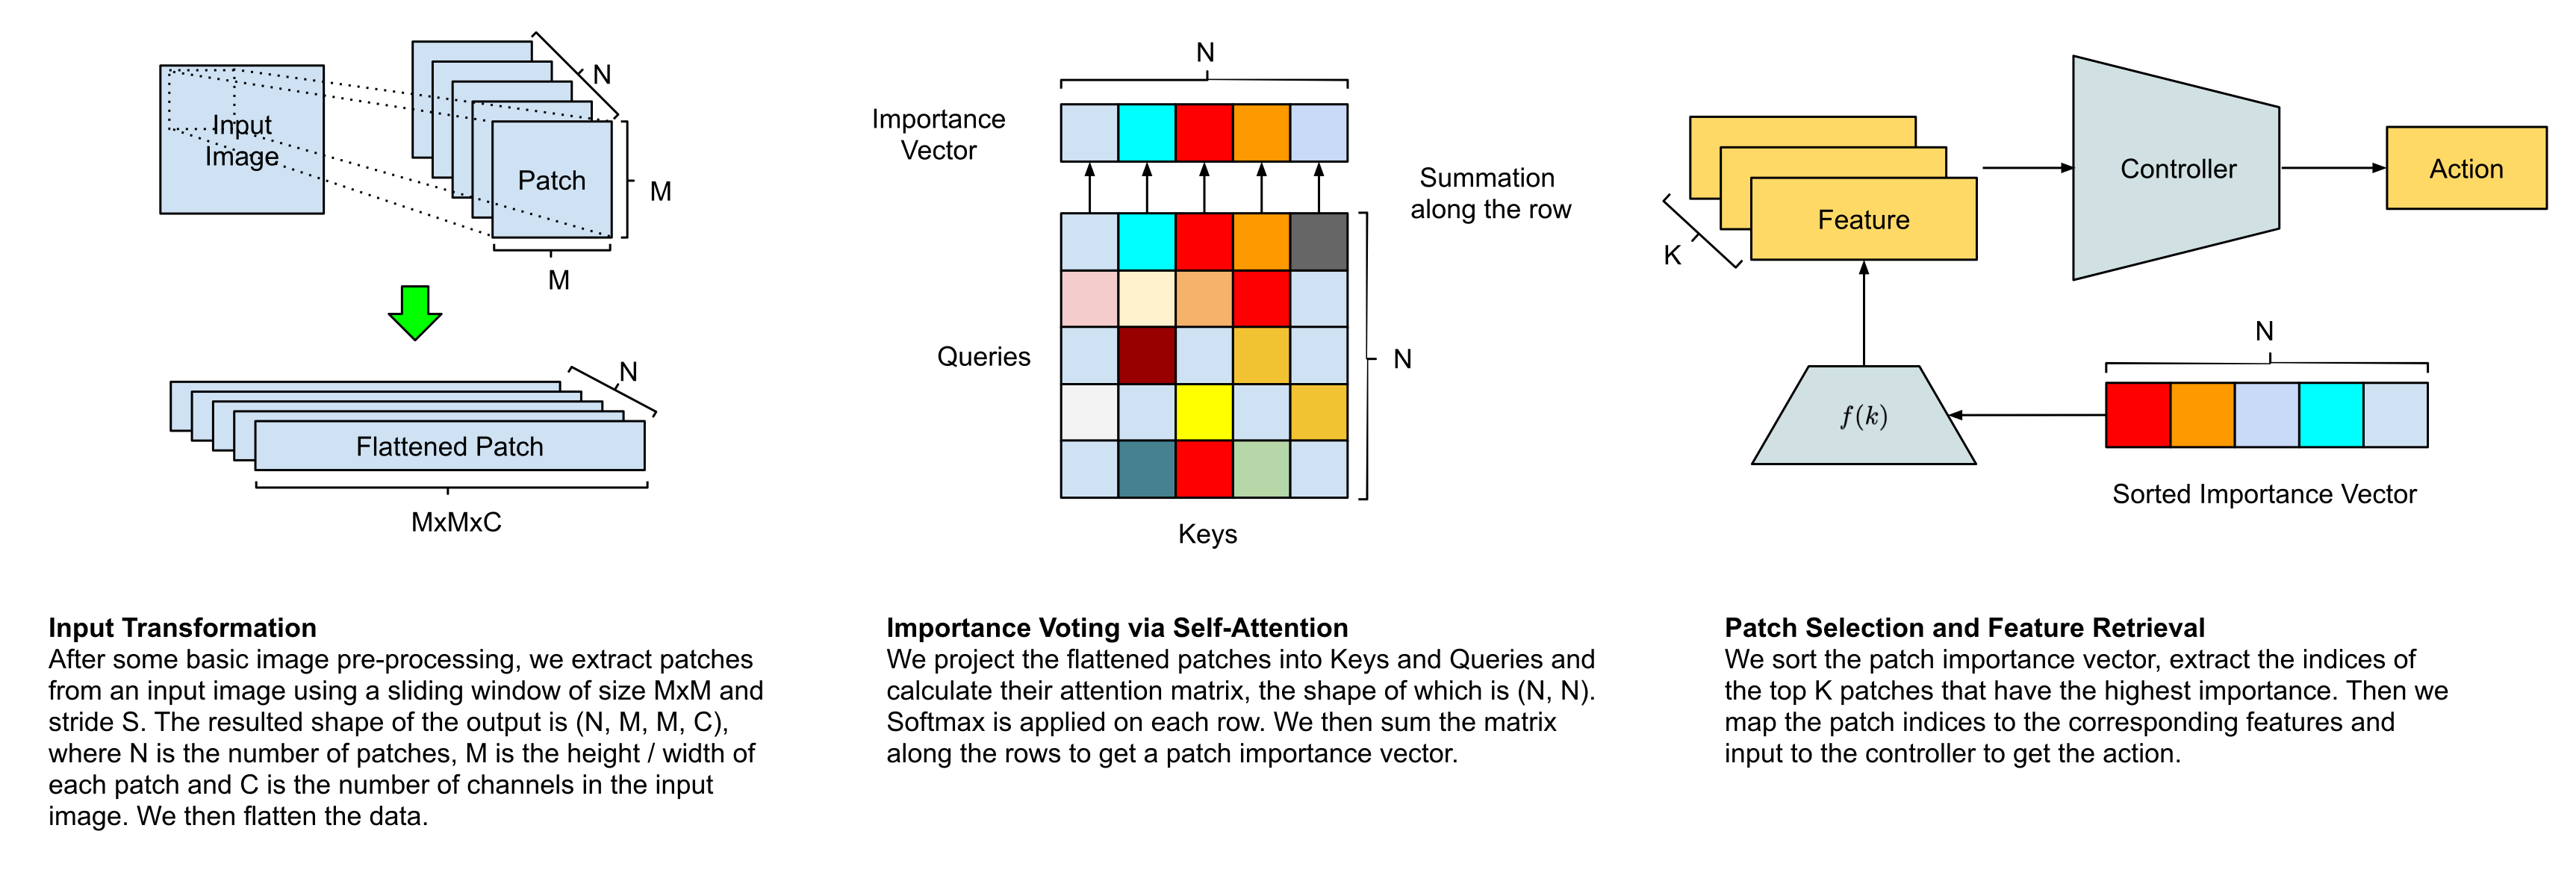 Input
Image
Patch
N
M
M
N
Flattened Patch
MxMxC
Input Transformation
After some basic image pre-processing, we extract patches
from an input image using a sliding window of size MxM and
stride S. The resulted shape of the output is (N, M, M, C),
where N is the number of patches, M is the height / width of
each patch and C is the number of channels in the input
image. We then flatten the data.
N
Importance
Vector
Summation
along the row
Queries
N
Keys
Importance Voting via Self-Attention
We project the flattened patches into Keys and Queries and
calculate their attention matrix, the shape of which is (N, N).
Softmax is applied on each row. We then sum the matrix
along the rows to get a patch importance vector.
Feature
K
Controller
Action
f(k)
N
Sorted Importance Vector
Patch Selection and Feature Retrieval
We sort the patch importance vector, extract the indices of
the top K patches that have the highest importance. Then we
map the patch indices to the corresponding features and
input to the controller to get the action.